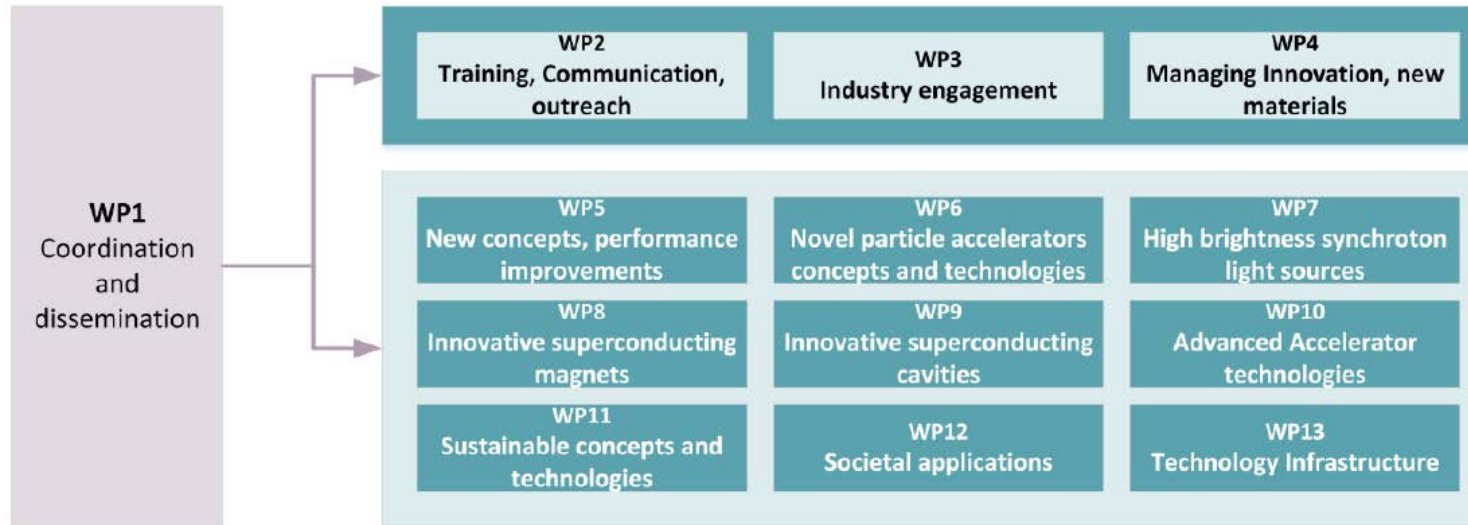 WP1
Coordination
and
dissemination
WP2
Training, Communication,
outreach
WP3
Industry engagement
WP4
Managing Innovation, new
materials
WP5
New concepts, performance
improvements
WP6
Novel particle accelerators
concepts and technologies
WP7
High brightness synchroton
light sources
WP8
Innovative superconducting
magnets
WP9
Innovative superconducting
cavities
WP10
Advanced Accelerator
technologies
WP11
Sustainable concepts and
technologies
WP12
Societal applications
WP13
Technology Infrastructure